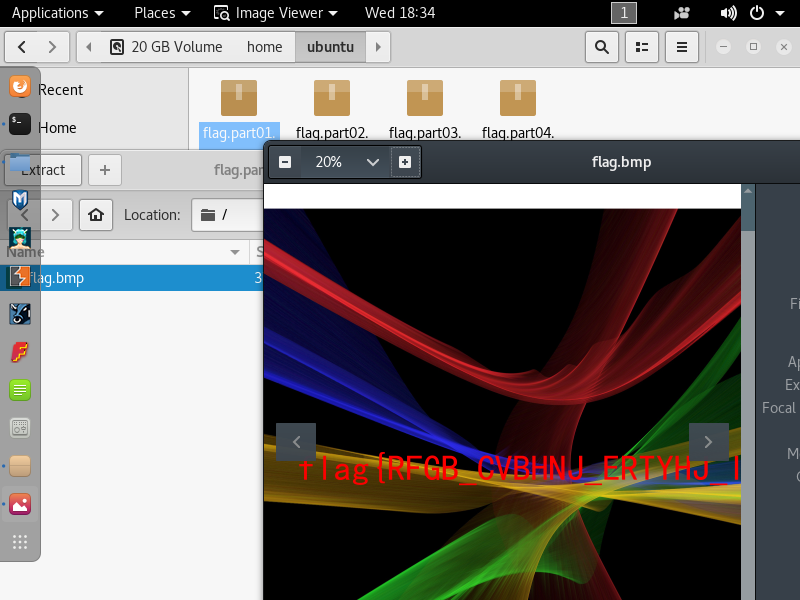 Applications Places Image Viewer Wed 18:34 1
20 GB Volume home ubuntu
Recent
flag.part01. flag.part02. flag.part03. flag.part04.
Home
20% flag.bmp
Extract + flag.par
Location: /
Name S
flag.bmp 3
Fi
Ap
Ex
Focal
flag{RFGB_CVBHNJ_ERTYHJ_